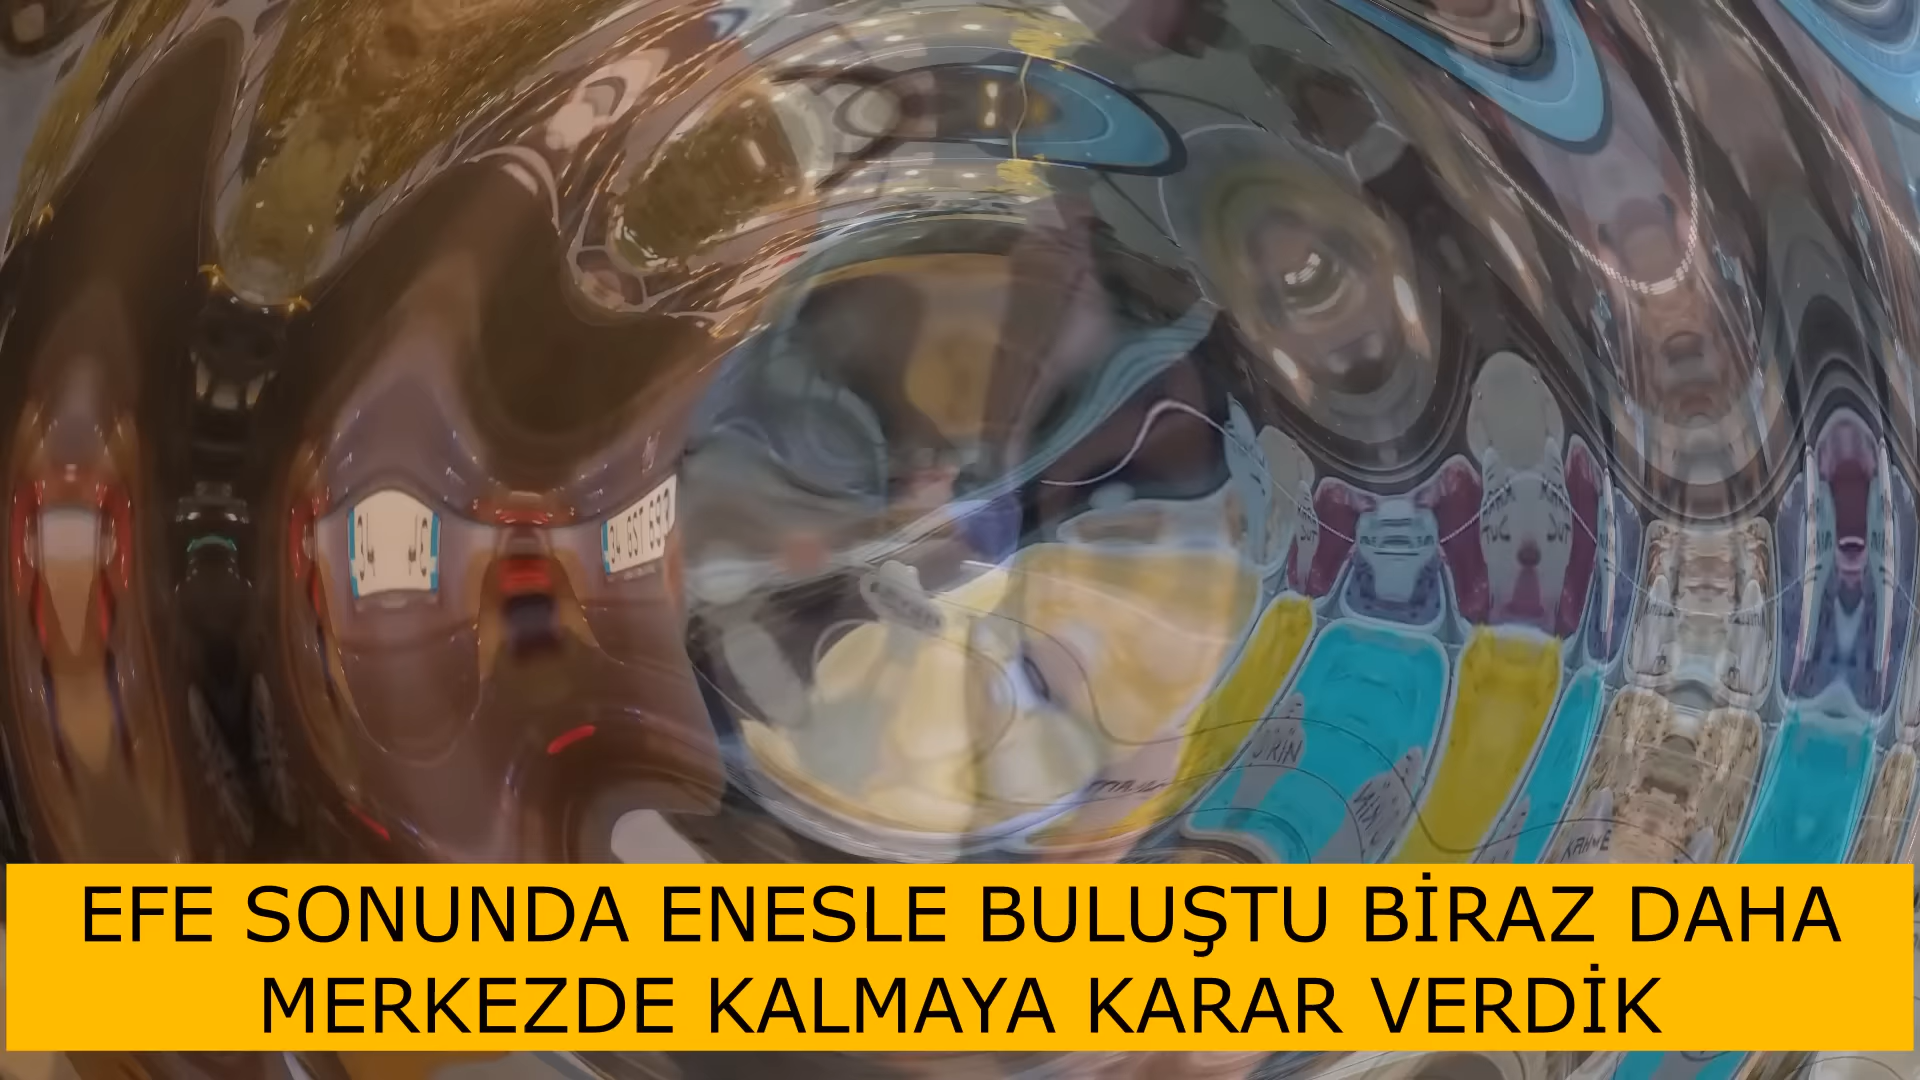 EFE SONUNDA ENESLE BULUŞTU BİRAZ DAHA
MERKEZDE KALMAYA KARAR VERDİK